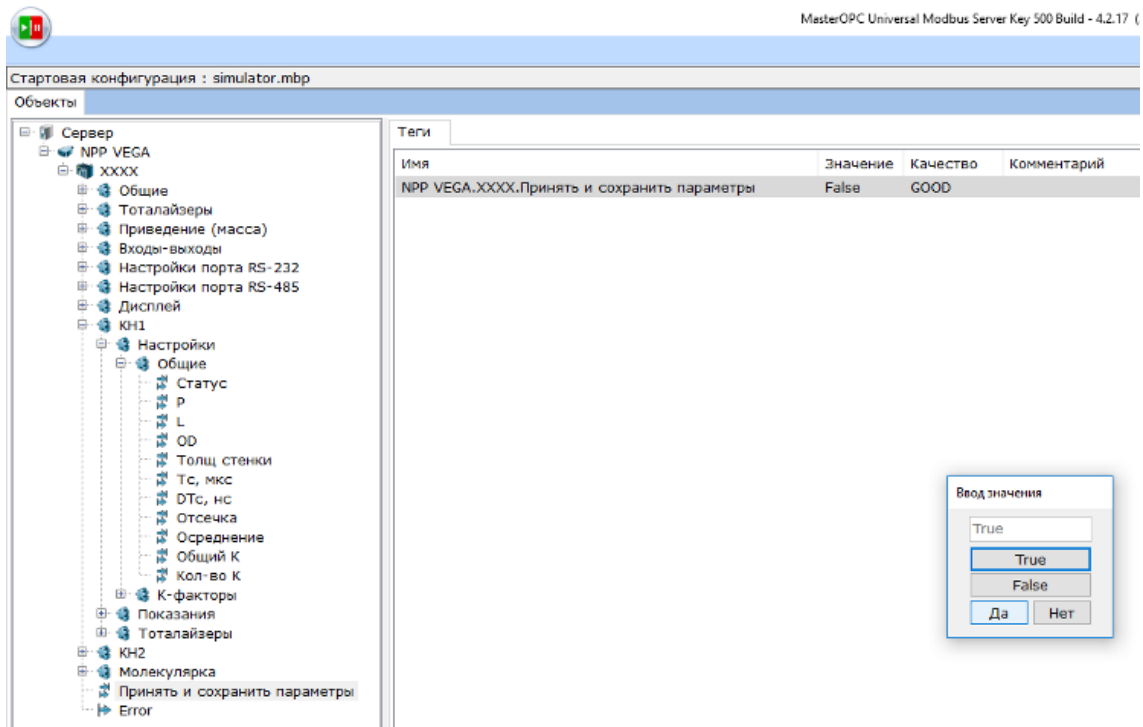 MasterOPC Universal Modbus Server Key 500 Build - 4.2.17 (
Стартовая конфигурация : simulator.mbp
Объекты
Сервер
NPP VEGA
XXXX
Общие
Тоталайзеры
Приведение (масса)
Входы-выходы
Настройки порта RS-232
Настройки порта RS-485
Дисплей
КН1
Настройки
Общие
Статус
P
L
OD
Толщ стенки
Тс, мкс
DTс, нс
Отсечка
Осреднение
Общий К
Кол-во К
К-факторы
Показания
Тоталайзеры
КН2
Молекулярка
Принять и сохранить параметры
Error
Теги
Имя Значение Качество Комментарий
NPP VEGA.XXXX.Принять и сохранить параметры False GOOD
Ввод значения
True
True
False
Да Нет